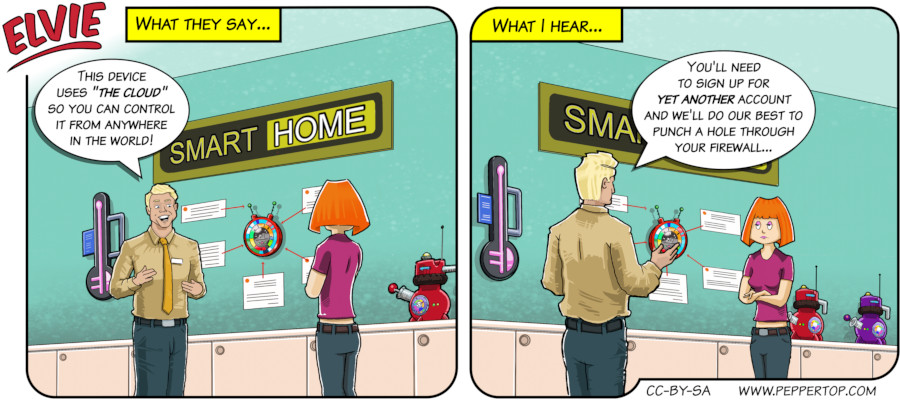 ELVIE
WHAT THEY SAY...
THIS DEVICE
USES "THE CLOUD"
SO YOU CAN CONTROL
IT FROM ANYWHERE
IN THE WORLD!
SMART HOME
WHAT I HEAR...
YOU'LL NEED
TO SIGN UP FOR
YET ANOTHER ACCOUNT
AND WE'LL DO OUR BEST TO
PUNCH A HOLE THROUGH
YOUR FIREWALL...
SMA
CC-BY-SA WWW.PEPPERTOP.COM